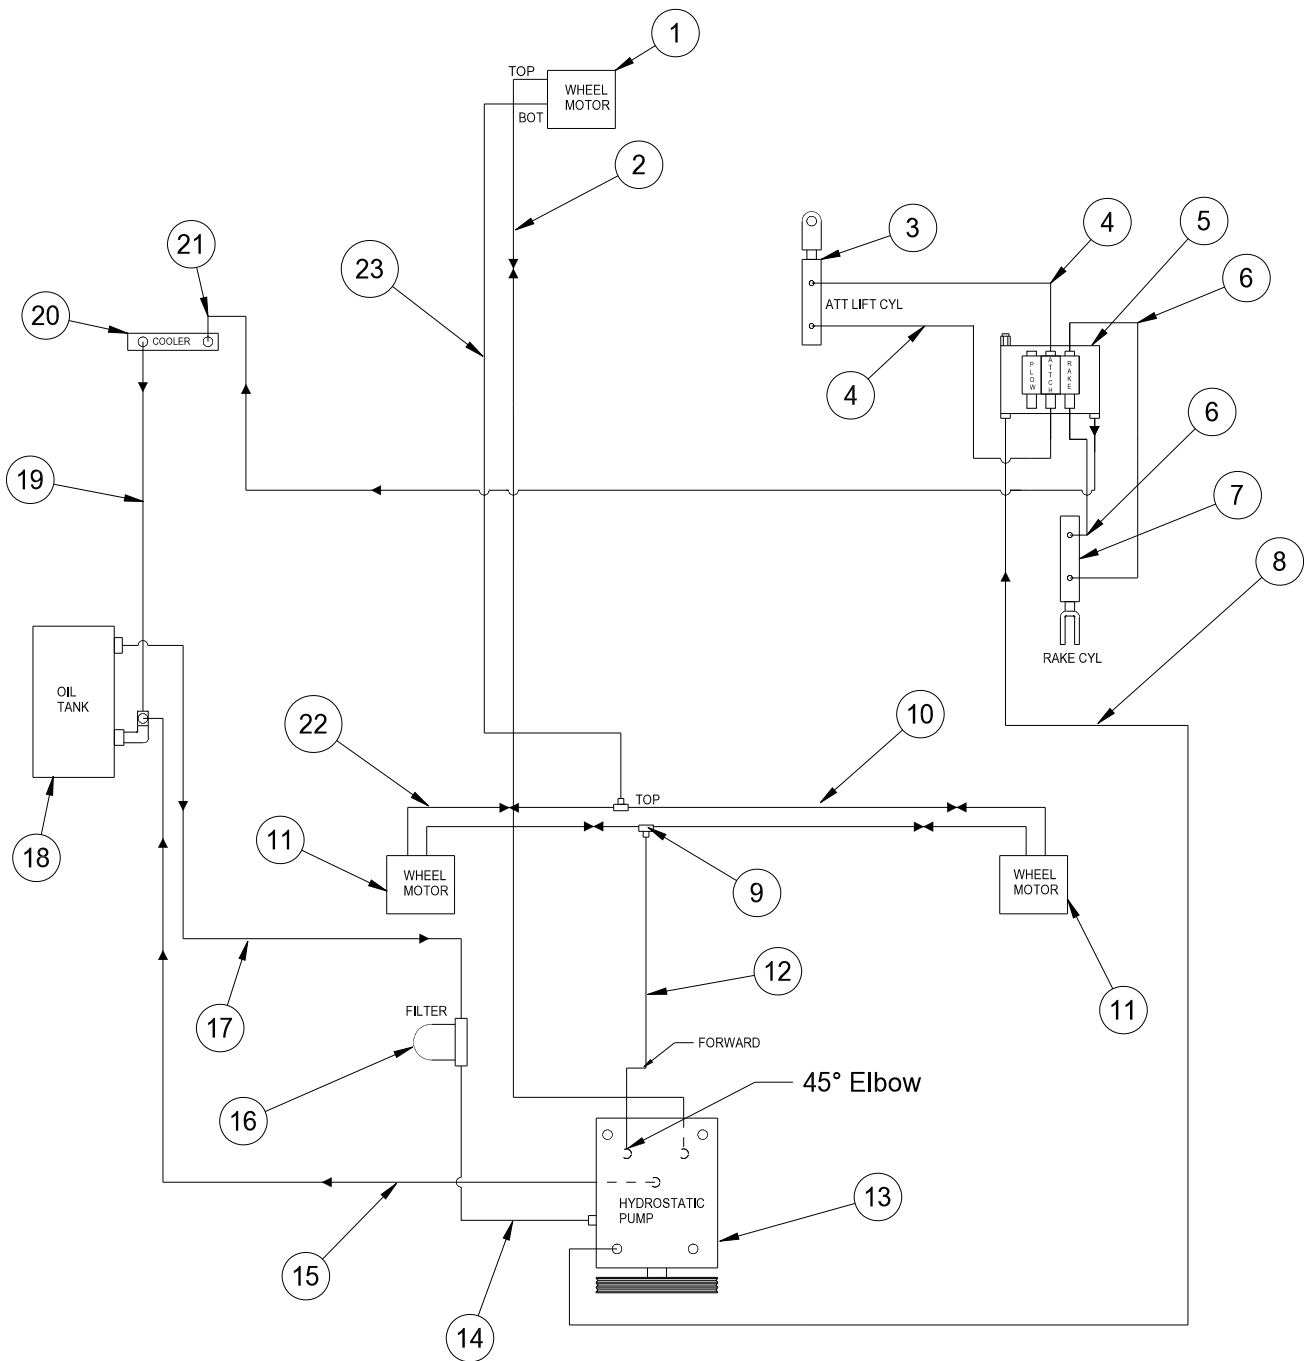 1
TOP
WHEEL
MOTOR
BOT
2
3
4
5
21
23
6
20
COOLER
ATT LIFT CYL
PLOW
ATTCH
RAKE
4
6
19
7
8
RAKE CYL
OIL
TANK
22
10
TOP
18
11
WHEEL
MOTOR
9
WHEEL
MOTOR
12
11
17
FILTER
FORWARD
45° Elbow
16
13
HYDROSTATIC
PUMP
15
14